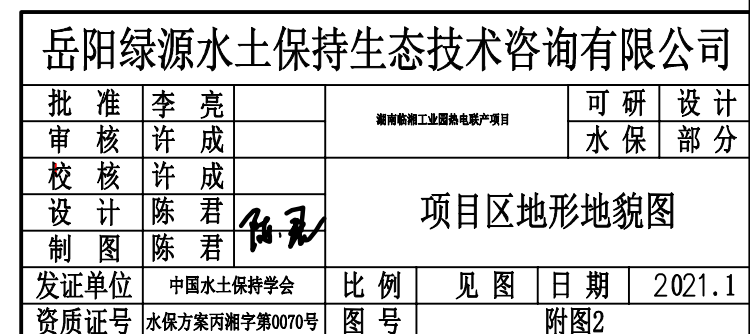 岳阳绿源水土保持生态技术咨询有限公司
批 准 李 亮 湖南临湘工业园热电联产项目 可 研 设 计
审 核 许 成 水 保 部 分
校 核 许 成
设 计 陈 君 陈君 项目区地形地貌图
制 图 陈 君
发证单位 中国水土保持学会 比 例 见 图 日 期 2021.1
资质证号 水保方案丙湘字第0070号 图 号 附图2